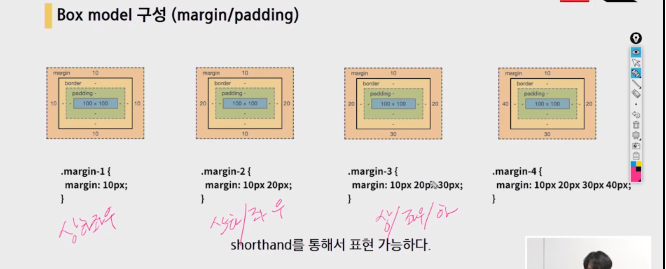 Box model 구성 (margin/padding)
margin 10 margin 10 margin 10 margin 10
border - border - border - border -
padding - padding - padding - padding -
10 - - 100 × 100 - - 10 20 - - 100 × 100 - - 20 20 - - 100 × 100 - - 20 40 - - 100 × 100 - - 20
10 10 30 30
.margin-1 { .margin-2 { .margin-3 { .margin-4 {
margin: 10px; margin: 10px 20px; margin: 10px 20px 30px; margin: 10px 20px 30px 40px;
} } } }
상하좌우 상하/좌우 상/좌우/하
shorthand를 통해서 표현 가능하다.